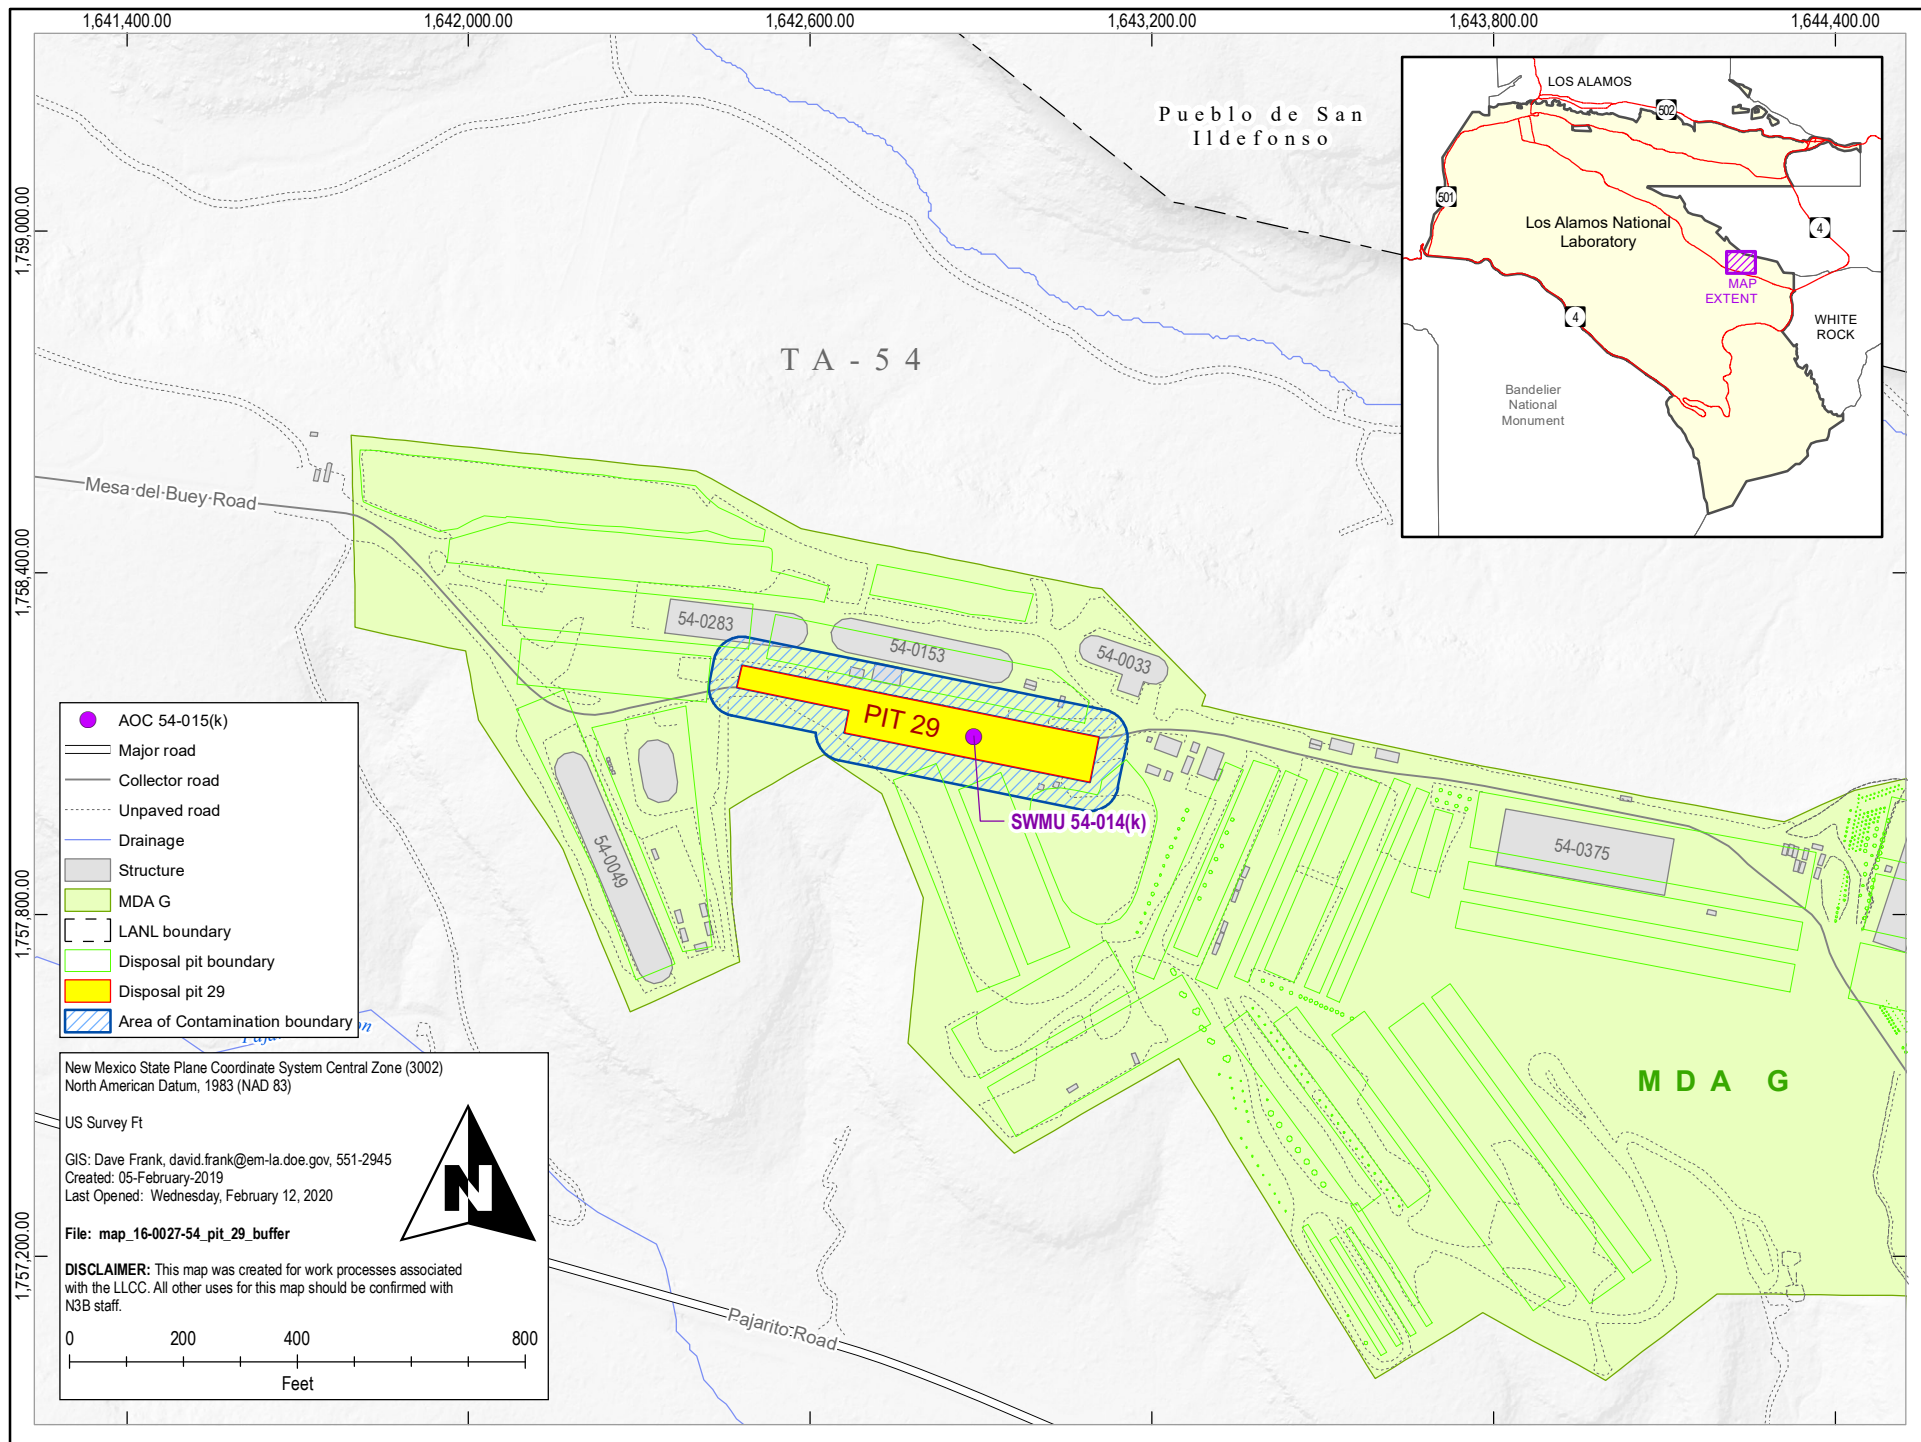 1,641,400.00
1,642,000.00
1,642,600.00
1,643,200.00
1,643,800.00
1,644,400.00
1,759,000.00
1,758,400.00
1,757,800.00
1,757,200.00
Pueblo de San
Ildefonso
TA-54
Mesa del Buey Road
54-0283
54-0153
54-0033
PIT 29
SWMU 54-014(k)
54-0049
54-0375
MDA G
Pajarito Road
LOS ALAMOS
502
501
Los Alamos National
Laboratory
4
MAP
EXTENT
4
WHITE
ROCK
Bandelier
National
Monument
AOC 54-015(k)
Major road
Collector road
Unpaved road
Drainage
Structure
MDA G
LANL boundary
Disposal pit boundary
Disposal pit 29
Area of Contamination boundary
New Mexico State Plane Coordinate System Central Zone (3002)
North American Datum, 1983 (NAD 83)
US Survey Ft
GIS: Dave Frank, david.frank@em-la.doe.gov, 551-2945
Created: 05-February-2019
Last Opened: Wednesday, February 12, 2020
N
File: map_16-0027-54_pit_29_buffer
DISCLAIMER: This map was created for work processes associated
with the LLCC. All other uses for this map should be confirmed with
N3B staff.
0 200 400 800
Feet